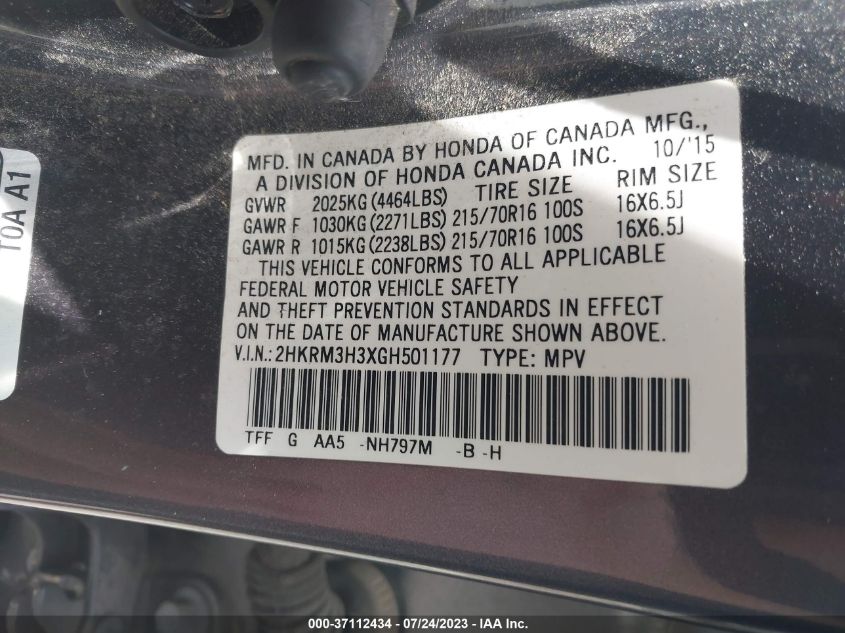 MFD. IN CANADA BY HONDA OF CANADA MFG.,
A DIVISION OF HONDA CANADA INC. 10/'15
GVWR 2025KG (4464LBS) TIRE SIZE RIM SIZE
GAWR F 1030KG (2271LBS) 215/70R16 100S 16X6.5J
GAWR R 1015KG (2238LBS) 215/70R16 100S 16X6.5J
THIS VEHICLE CONFORMS TO ALL APPLICABLE
FEDERAL MOTOR VEHICLE SAFETY
AND THEFT PREVENTION STANDARDS IN EFFECT
ON THE DATE OF MANUFACTURE SHOWN ABOVE.
V.I.N.: 2HKRM3H3XGH501177 TYPE: MPV
TFF G AA5 -NH797M -B -H
T0A A1
000-37112434 - 07/24/2023 - IAA Inc.